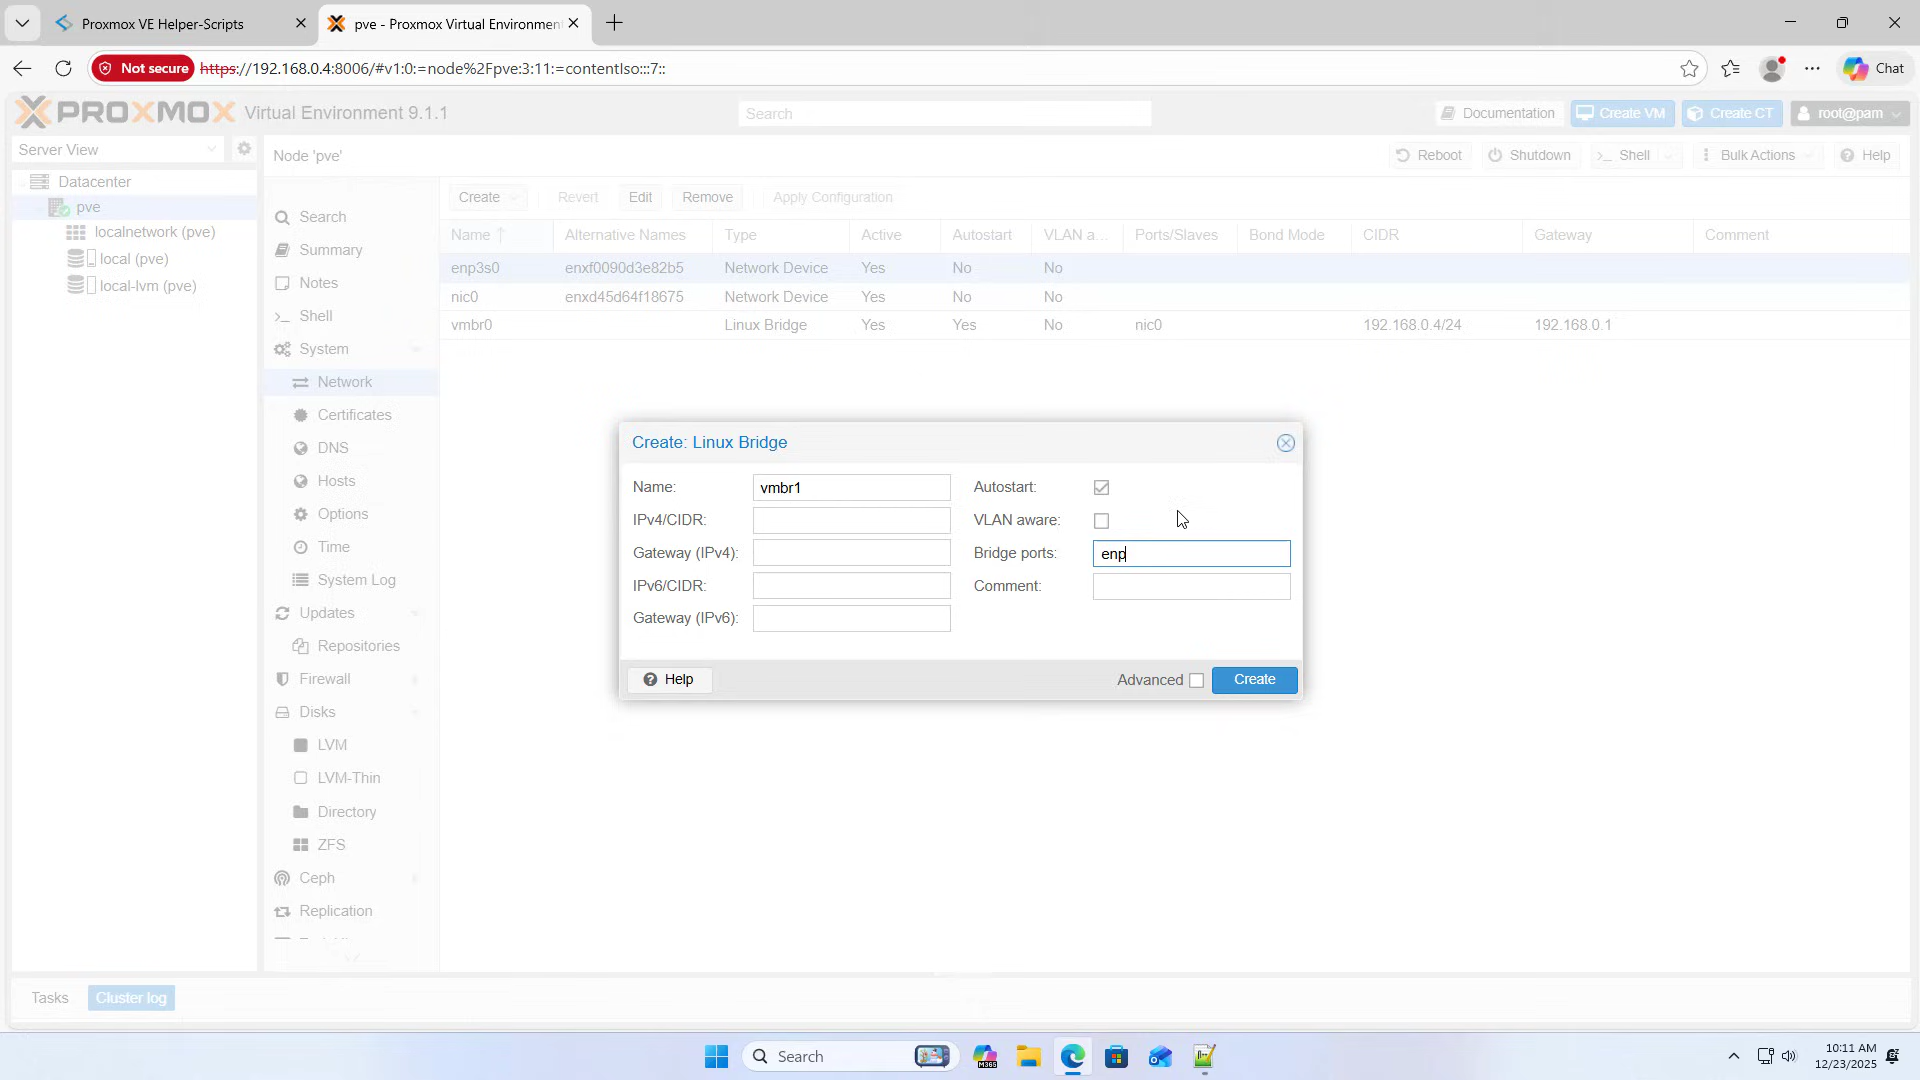 Proxmox VE Helper-Scripts
pve - Proxmox Virtual Environmen
Not secure
https://192.168.0.4:8006/#v1:0:=node%2Fpve:3:11:=contentIso:::7::
Chat
PROXMOX Virtual Environment 9.1.1
Search
Documentation
Create VM
Create CT
root@pam
Server View
Node 'pve'
Reboot
Shutdown
Shell
Bulk Actions
Help
Datacenter
pve
localnetwork (pve)
local (pve)
local-lvm (pve)
Search
Summary
Notes
Shell
System
Network
Certificates
DNS
Hosts
Options
Time
System Log
Updates
Repositories
Firewall
Disks
LVM
LVM-Thin
Directory
ZFS
Ceph
Replication
Create
Revert
Edit
Remove
Apply Configuration
Name Alternative Names Type Active Autostart VLAN a... Ports/Slaves Bond Mode CIDR Gateway Comment
enp3s0 enxf0090d3e82b5 Network Device Yes No No
nic0 enxd45d64f18675 Network Device Yes No No
vmbr0 Linux Bridge Yes Yes No nic0 192.168.0.4/24 192.168.0.1
Create: Linux Bridge
Name: vmbr1
IPv4/CIDR:
Gateway (IPv4):
IPv6/CIDR:
Gateway (IPv6):
Autostart:
VLAN aware:
Bridge ports: enp
Comment:
Help
Advanced
Create
Tasks
Cluster log
Search
M365
10:11 AM
12/23/2025